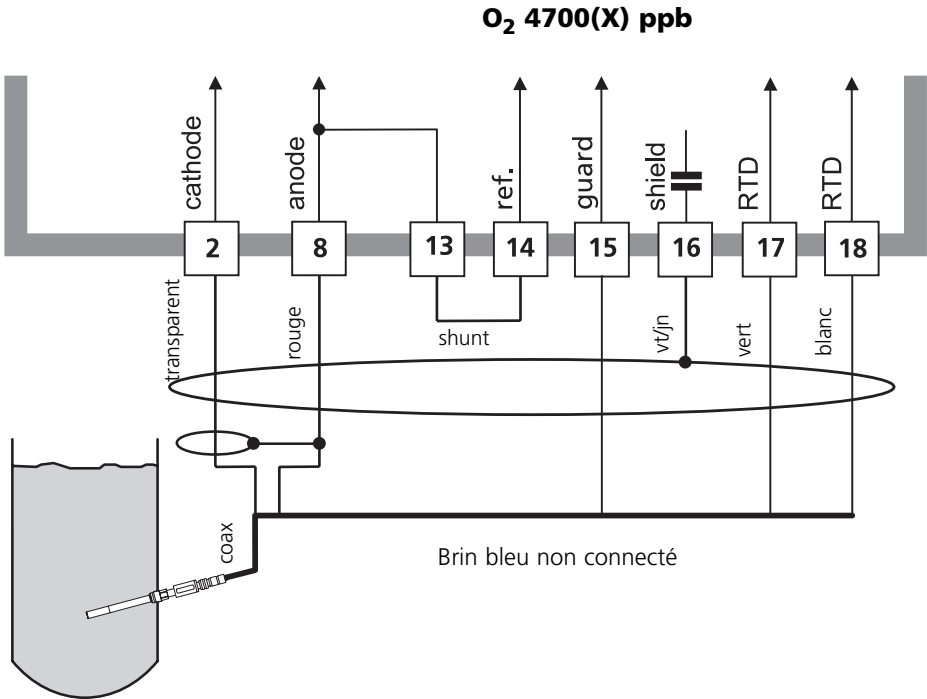 O₂ 4700(X) ppb
cathode
anode
ref.
guard
shield
RTD
RTD
2
8
13
14
15
16
17
18
transparent
rouge
shunt
vt/jn
vert
blanc
coax
Brin bleu non connecté